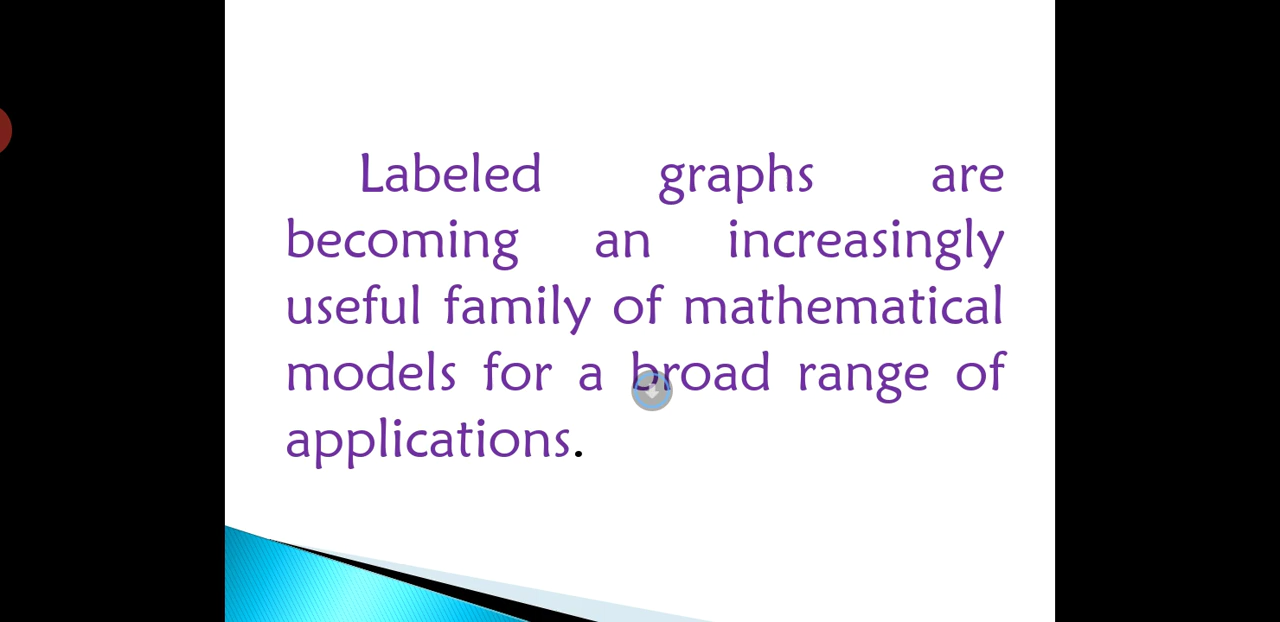 Labeled graphs are
becoming an increasingly
useful family of mathematical
models for a broad range of
applications.